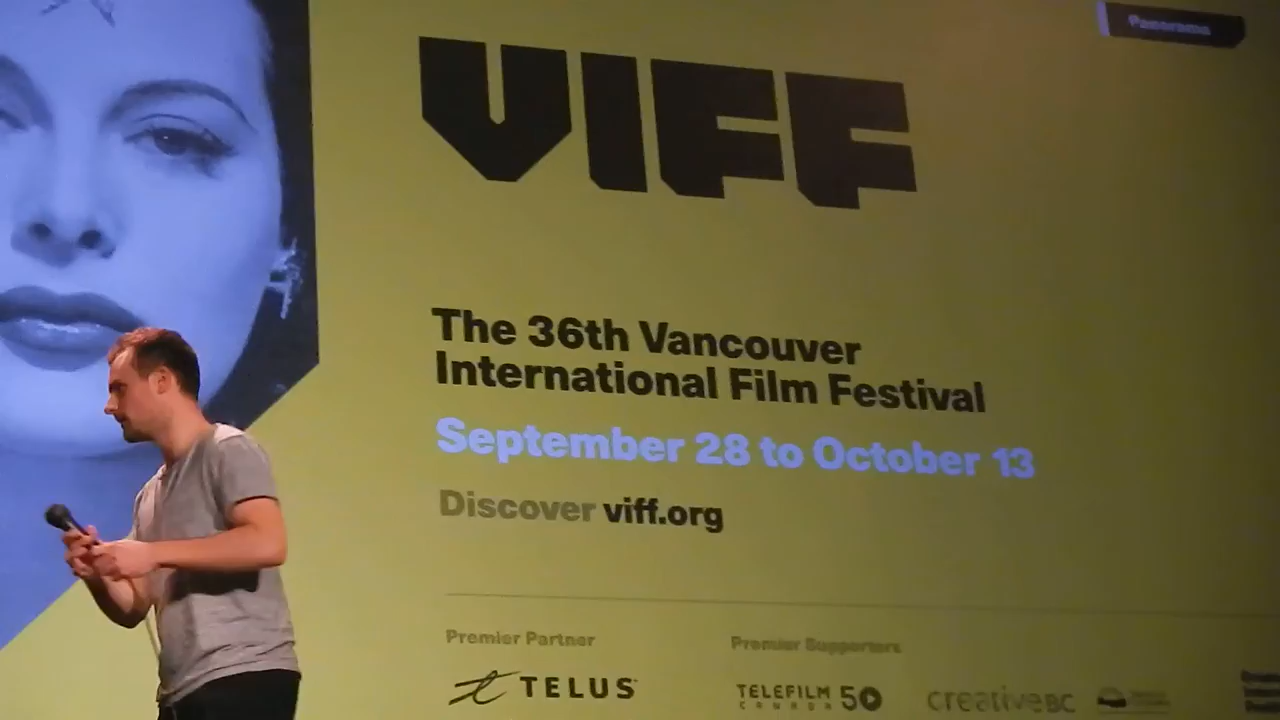 Panorama
VIFF
The 36th Vancouver
International Film Festival
September 28 to October 13
Discover viff.org
Premier Partner
Premier Supporters
TELUS
TELEFILM
CANADA
50
creativeBC